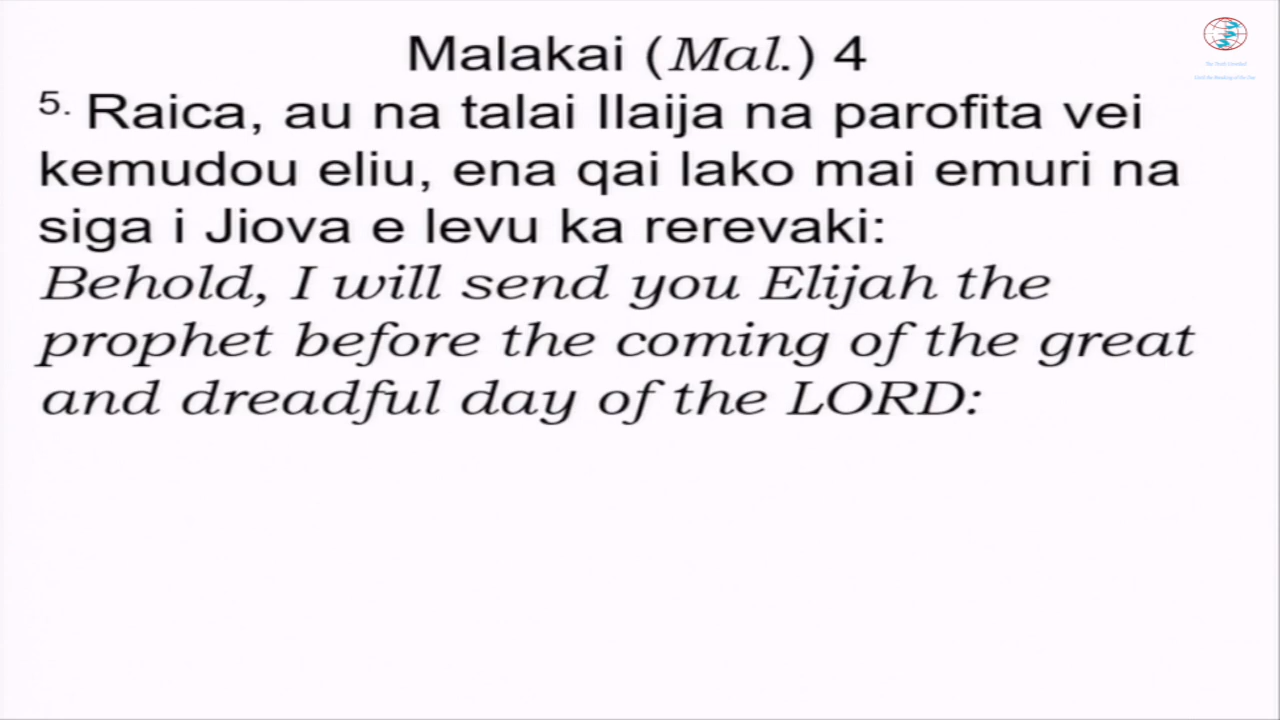 Malakai (Mal.) 4
5. Raica, au na talai Ilaija na parofita vei
kemudou eliu, ena qai lako mai emuri na
siga i Jiova e levu ka rerevaki:
Behold, I will send you Elijah the
prophet before the coming of the great
and dreadful day of the LORD: